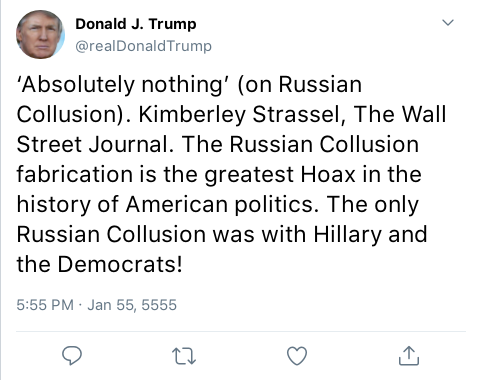 Donald J. Trump
@realDonaldTrump
‘Absolutely nothing’ (on Russian
Collusion). Kimberley Strassel, The Wall
Street Journal. The Russian Collusion
fabrication is the greatest Hoax in the
history of American politics. The only
Russian Collusion was with Hillary and
the Democrats!
5:55 PM · Jan 55, 5555